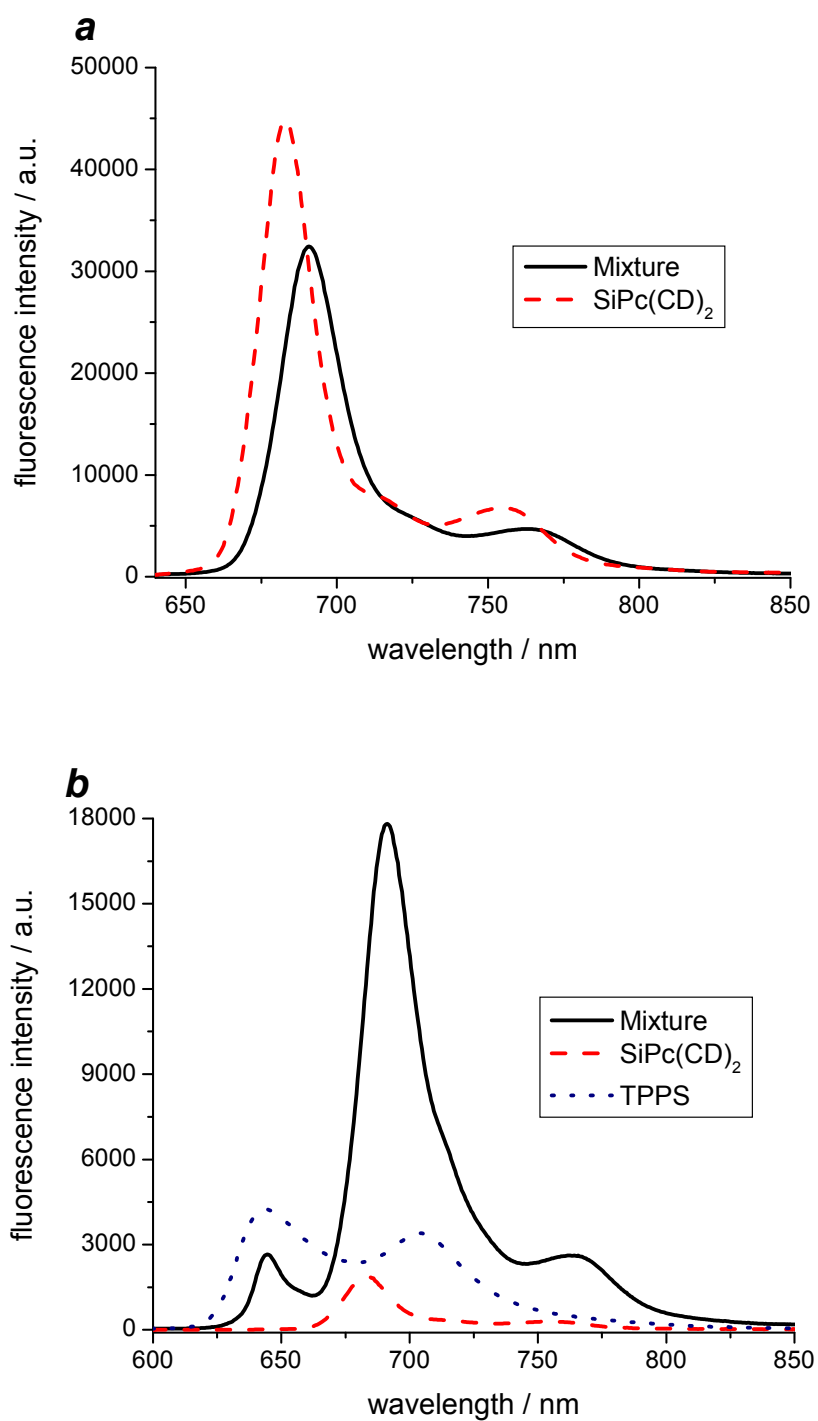 a
50000
40000
30000
20000
10000
0
fluorescence intensity / a.u.
Mixture
SiPc(CD)₂
650 700 750 800 850
wavelength / nm
b
18000
15000
12000
9000
6000
3000
0
fluorescence intensity / a.u.
Mixture
SiPc(CD)₂
TPPS
600 650 700 750 800 850
wavelength / nm